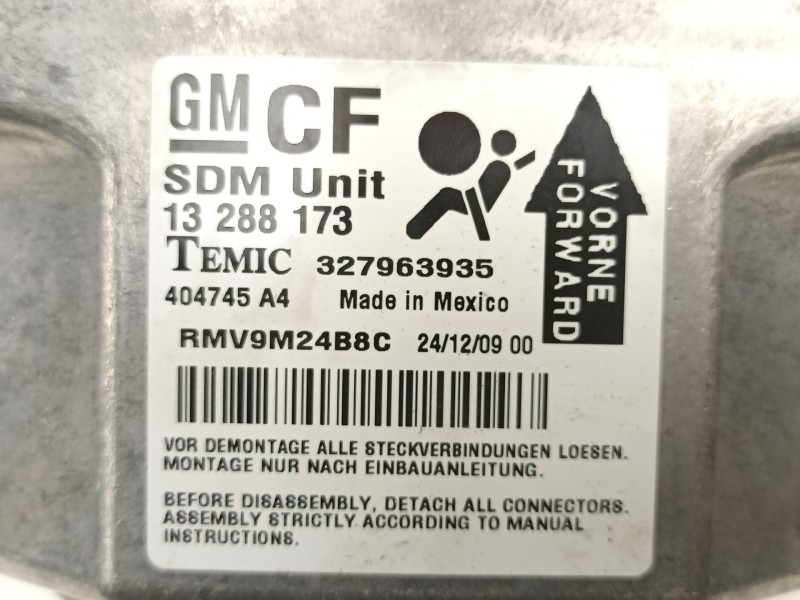 GM CF
SDM Unit
13 288 173
TEMIC 327963935
404745 A4 Made in Mexico
RMV9M24B8C 24/12/09 00
VORNE
FORWARD
VOR DEMONTAGE ALLE STECKVERBINDUNGEN LOESEN.
MONTAGE NUR NACH EINBAUANLEITUNG.
BEFORE DISASSEMBLY, DETACH ALL CONNECTORS.
ASSEMBLY STRICTLY ACCORDING TO MANUAL
INSTRUCTIONS.